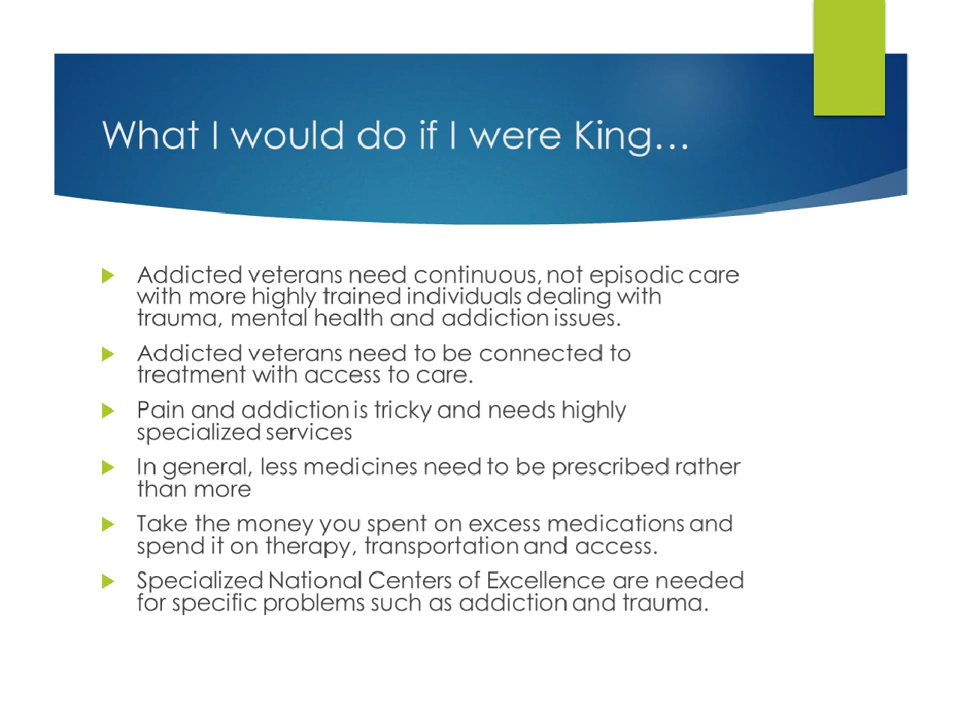 What I would do if I were King…
Addicted veterans need continuous, not episodic care
with more highly trained individuals dealing with
trauma, mental health and addiction issues.
Addicted veterans need to be connected to
treatment with access to care.
Pain and addiction is tricky and needs highly
specialized services
In general, less medicines need to be prescribed rather
than more
Take the money you spent on excess medications and
spend it on therapy, transportation and access.
Specialized National Centers of Excellence are needed
for specific problems such as addiction and trauma.